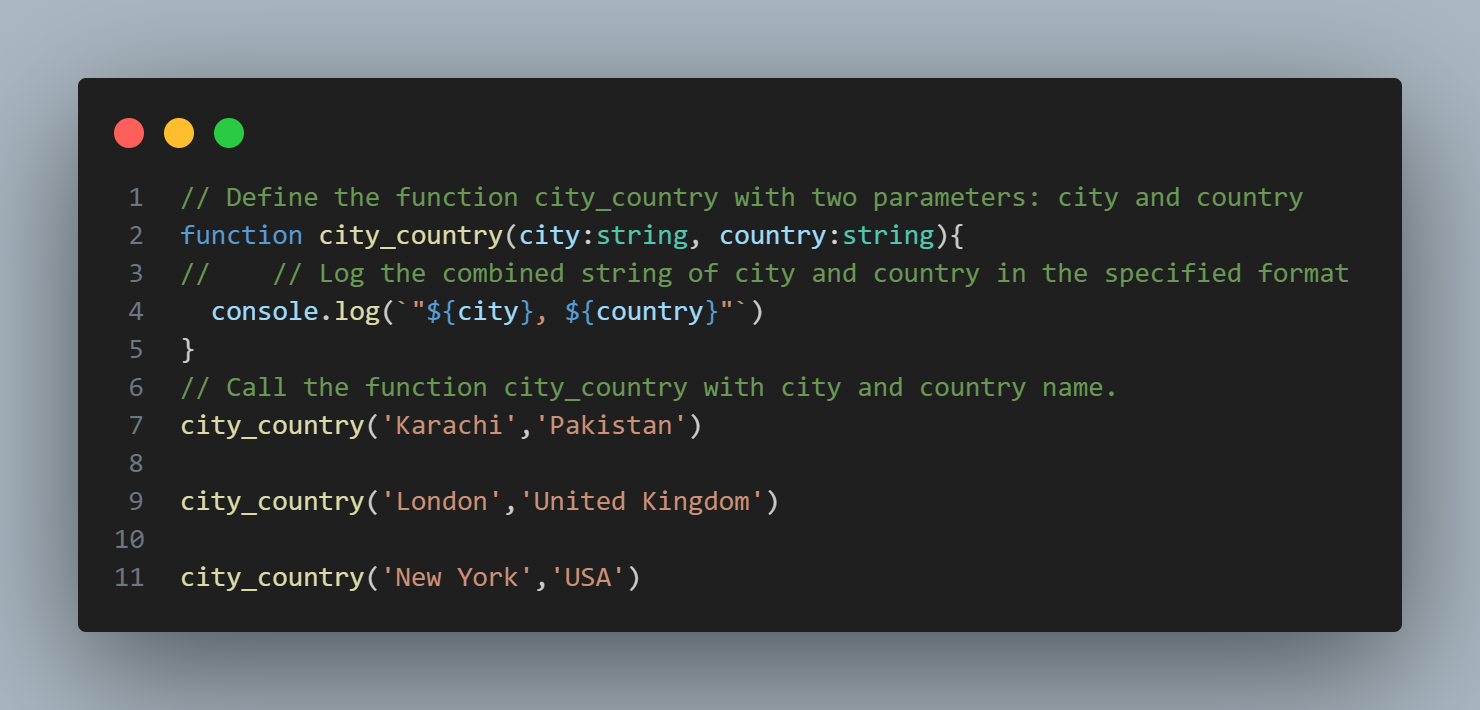 1 // Define the function city_country with two parameters: city and country
2 function city_country(city:string, country:string){
3 //    // Log the combined string of city and country in the specified format
4   console.log(`"${city}, ${country}"`)
5 }
6 // Call the function city_country with city and country name.
7 city_country('Karachi','Pakistan')
8
9 city_country('London','United Kingdom')
10
11 city_country('New York','USA')